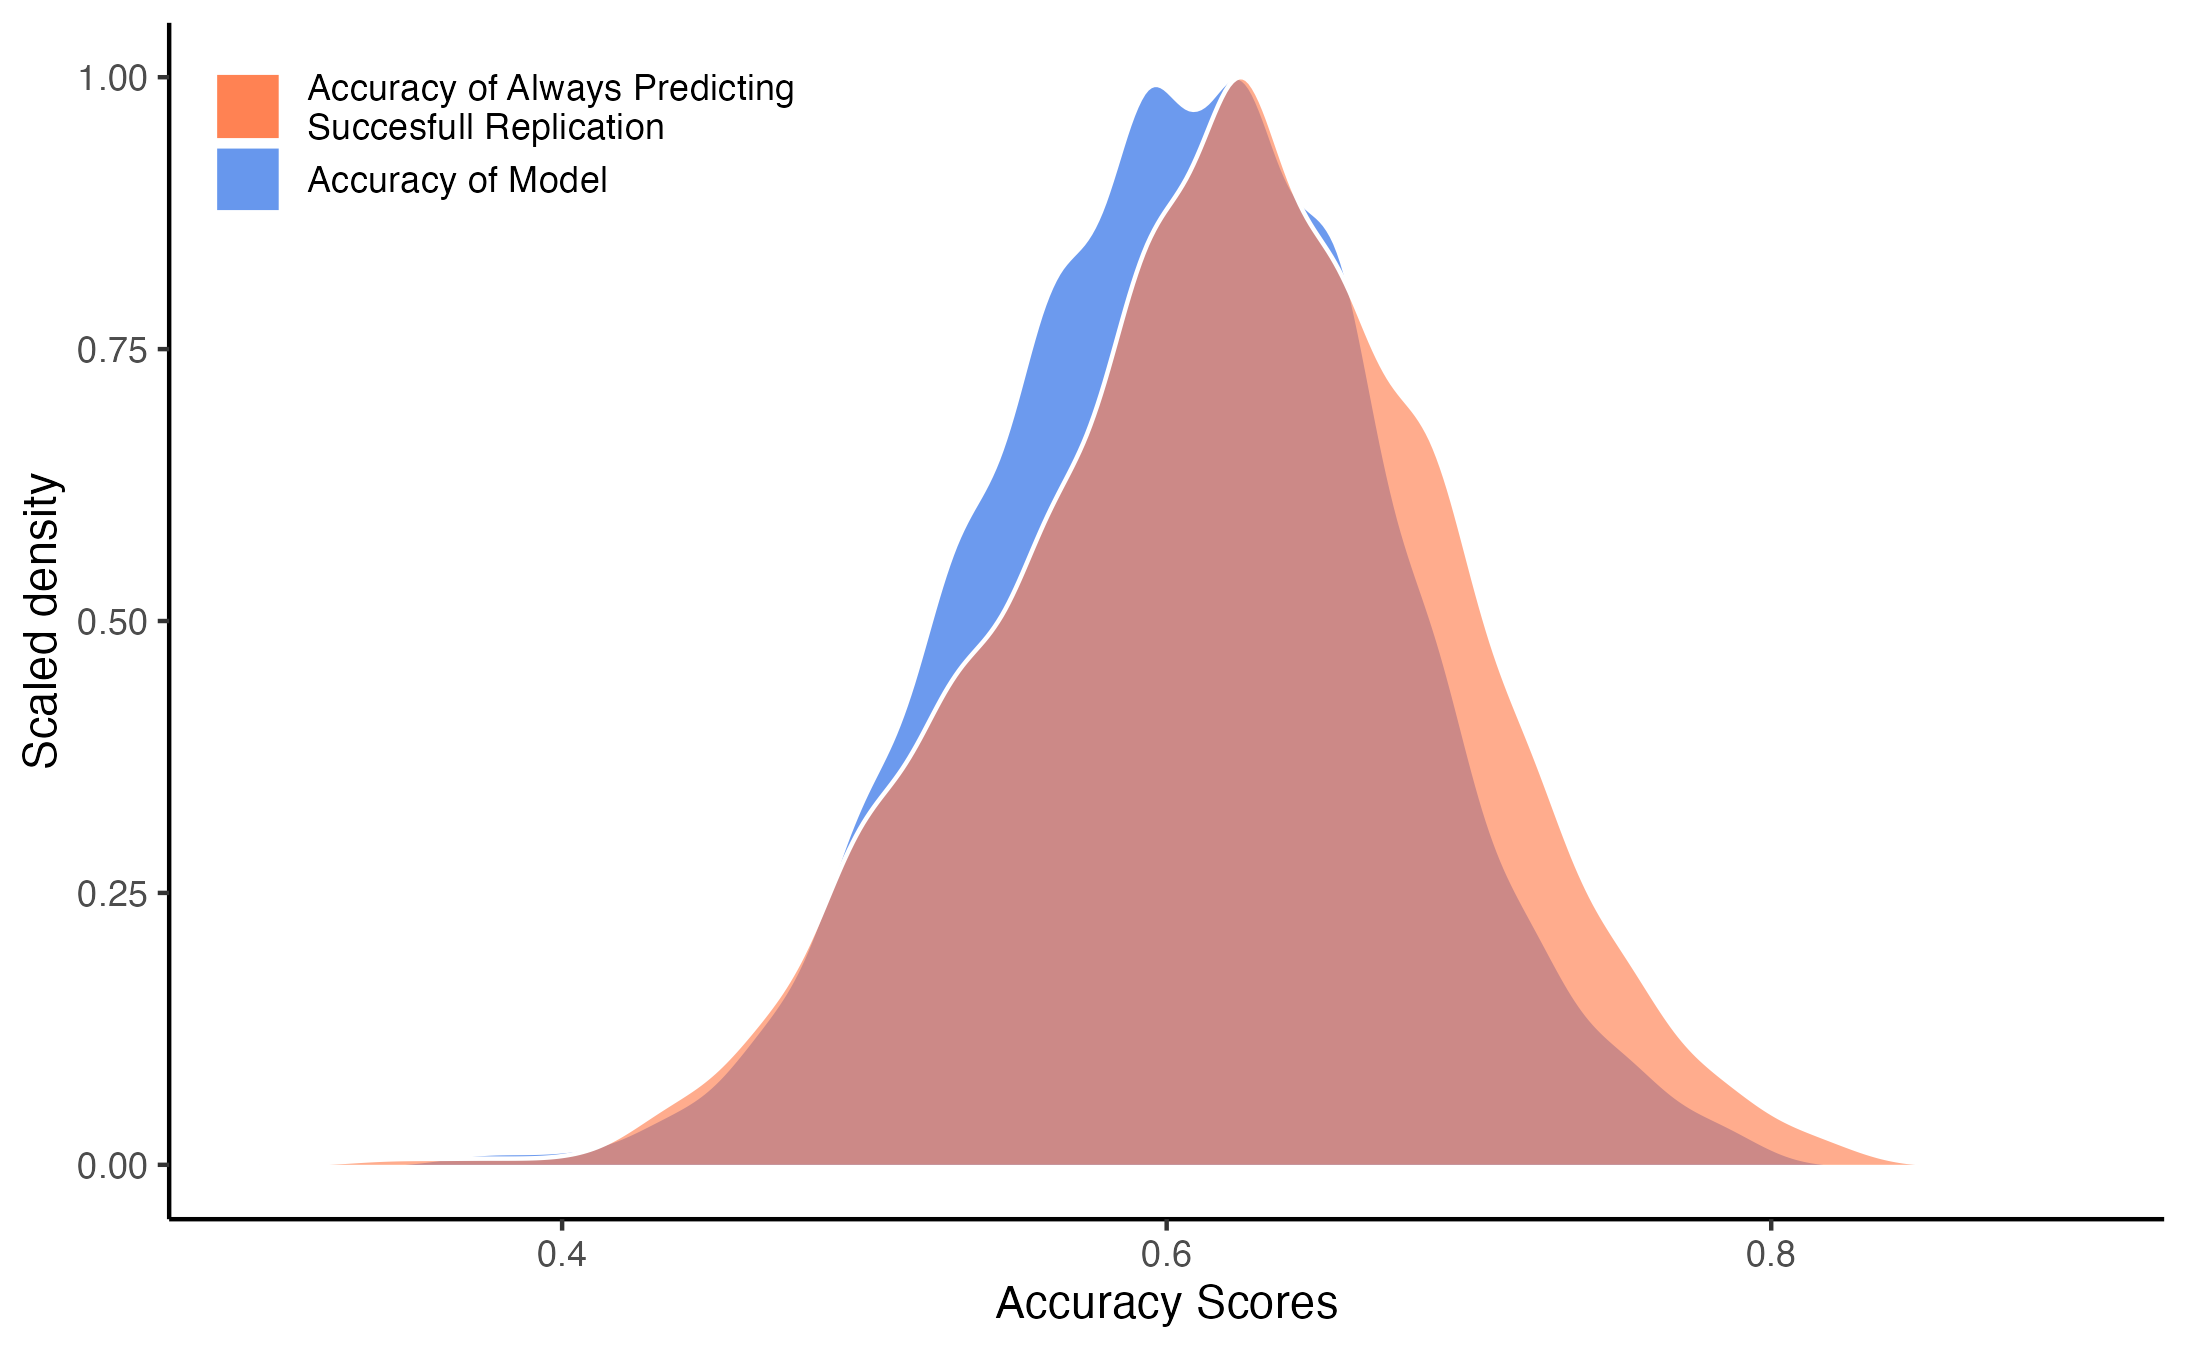 1.00
0.75
0.50
0.25
0.00
Scaled density
Accuracy of Always Predicting
Succesfull Replication
Accuracy of Model
0.4
0.6
0.8
Accuracy Scores